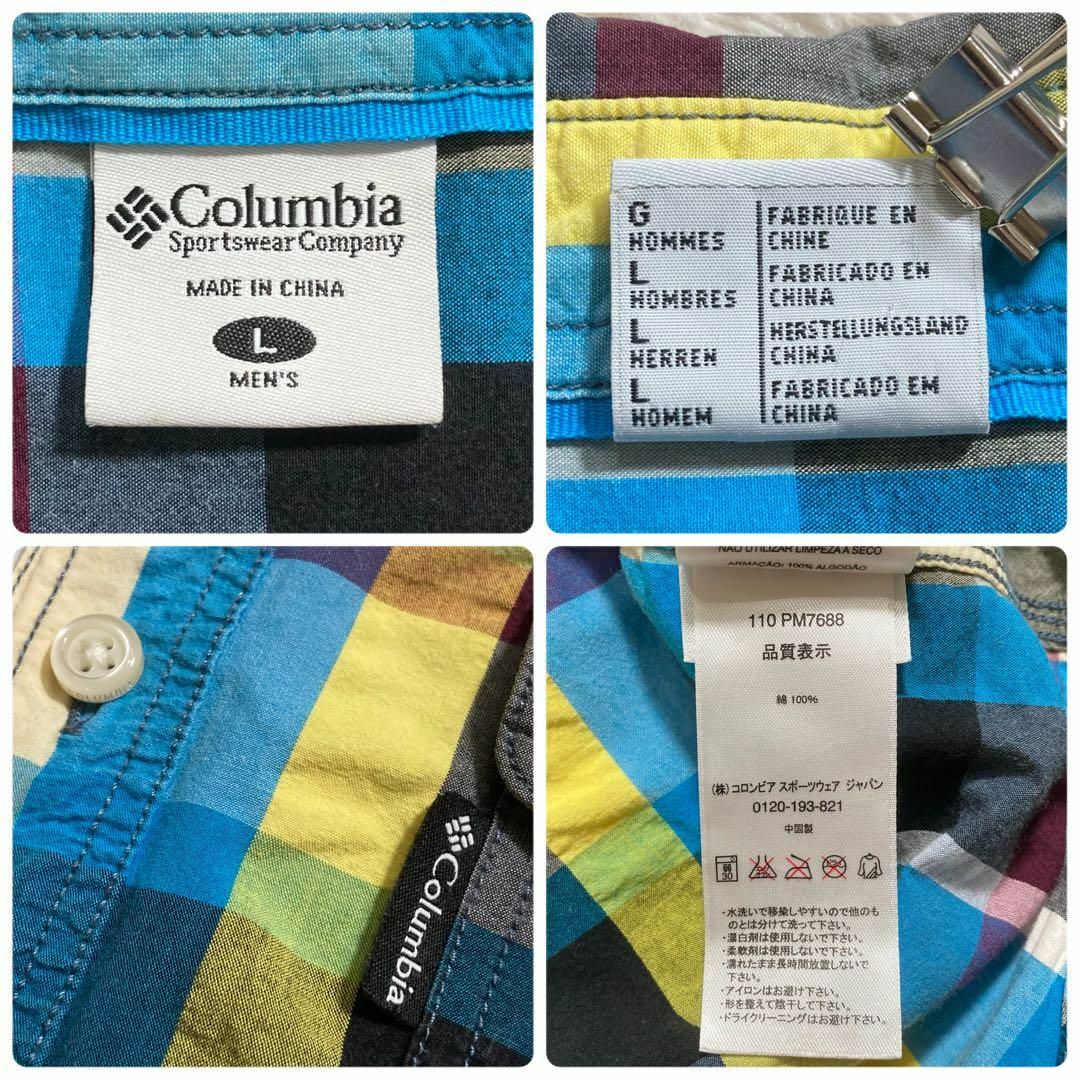 Columbia
Sportswear Company
MADE IN CHINA
L
MEN'S
G
HOMMES
FABRIQUE EN
CHINE
L
HOMBRES
FABRICADO EN
CHINA
L
HERREN
HERSTELLUNGSLAND
CHINA
L
HOMEM
FABRICADO EM
CHINA
COLUMBIA
Columbia
NÃO UTILIZAR LIMPEZA A SECO
ARMAÇÃO: 100% ALGODÃO
110 PM7688
品質表示
綿 100%
(株) コロンビア スポーツウェア ジャパン
0120-193-821
中国製
弱
30
・水洗いで移染しやすいので他のも
のとは分けて洗って下さい。
・漂白剤は使用しないで下さい。
・柔軟剤は使用しないで下さい。
・濡れたまま長時間放置しないで
下さい。
・アイロンはお避け下さい。
・形を整えて陰干して下さい。
・ドライクリーニングはお避け下さい。